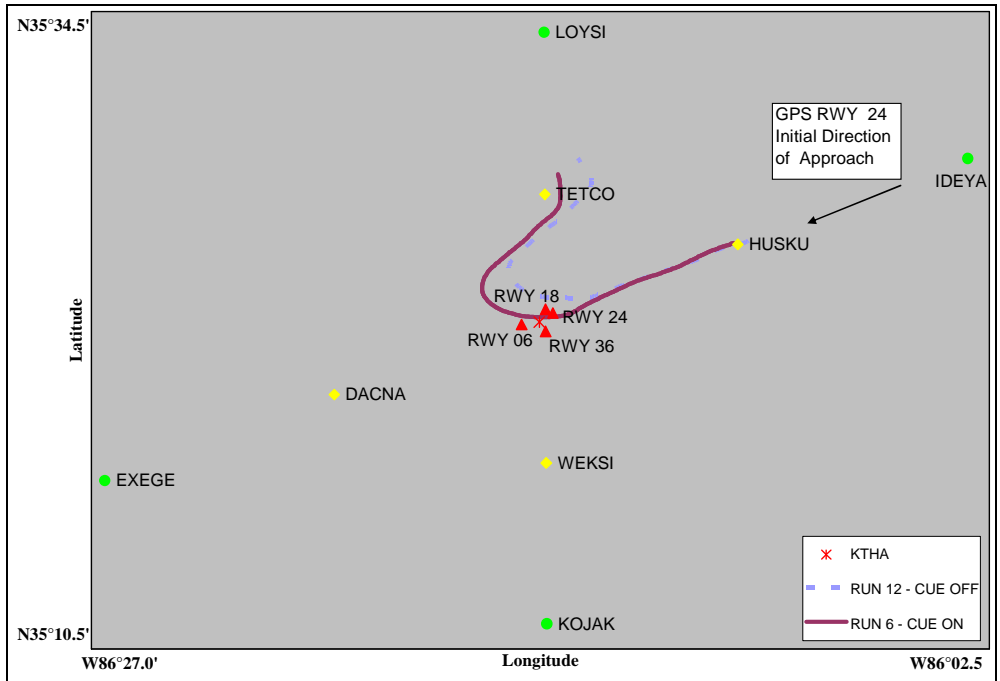 N35°34.5'
LOYSI
GPS RWY 24
Initial Direction
of Approach
IDEYA
TETCO
HUSKU
RWY 18
RWY 24
RWY 06
RWY 36
Latitude
DACNA
WEKSI
EXEGE
KTHA
RUN 12 - CUE OFF
RUN 6 - CUE ON
KOJAK
N35°10.5'
W86°27.0'
Longitude
W86°02.5